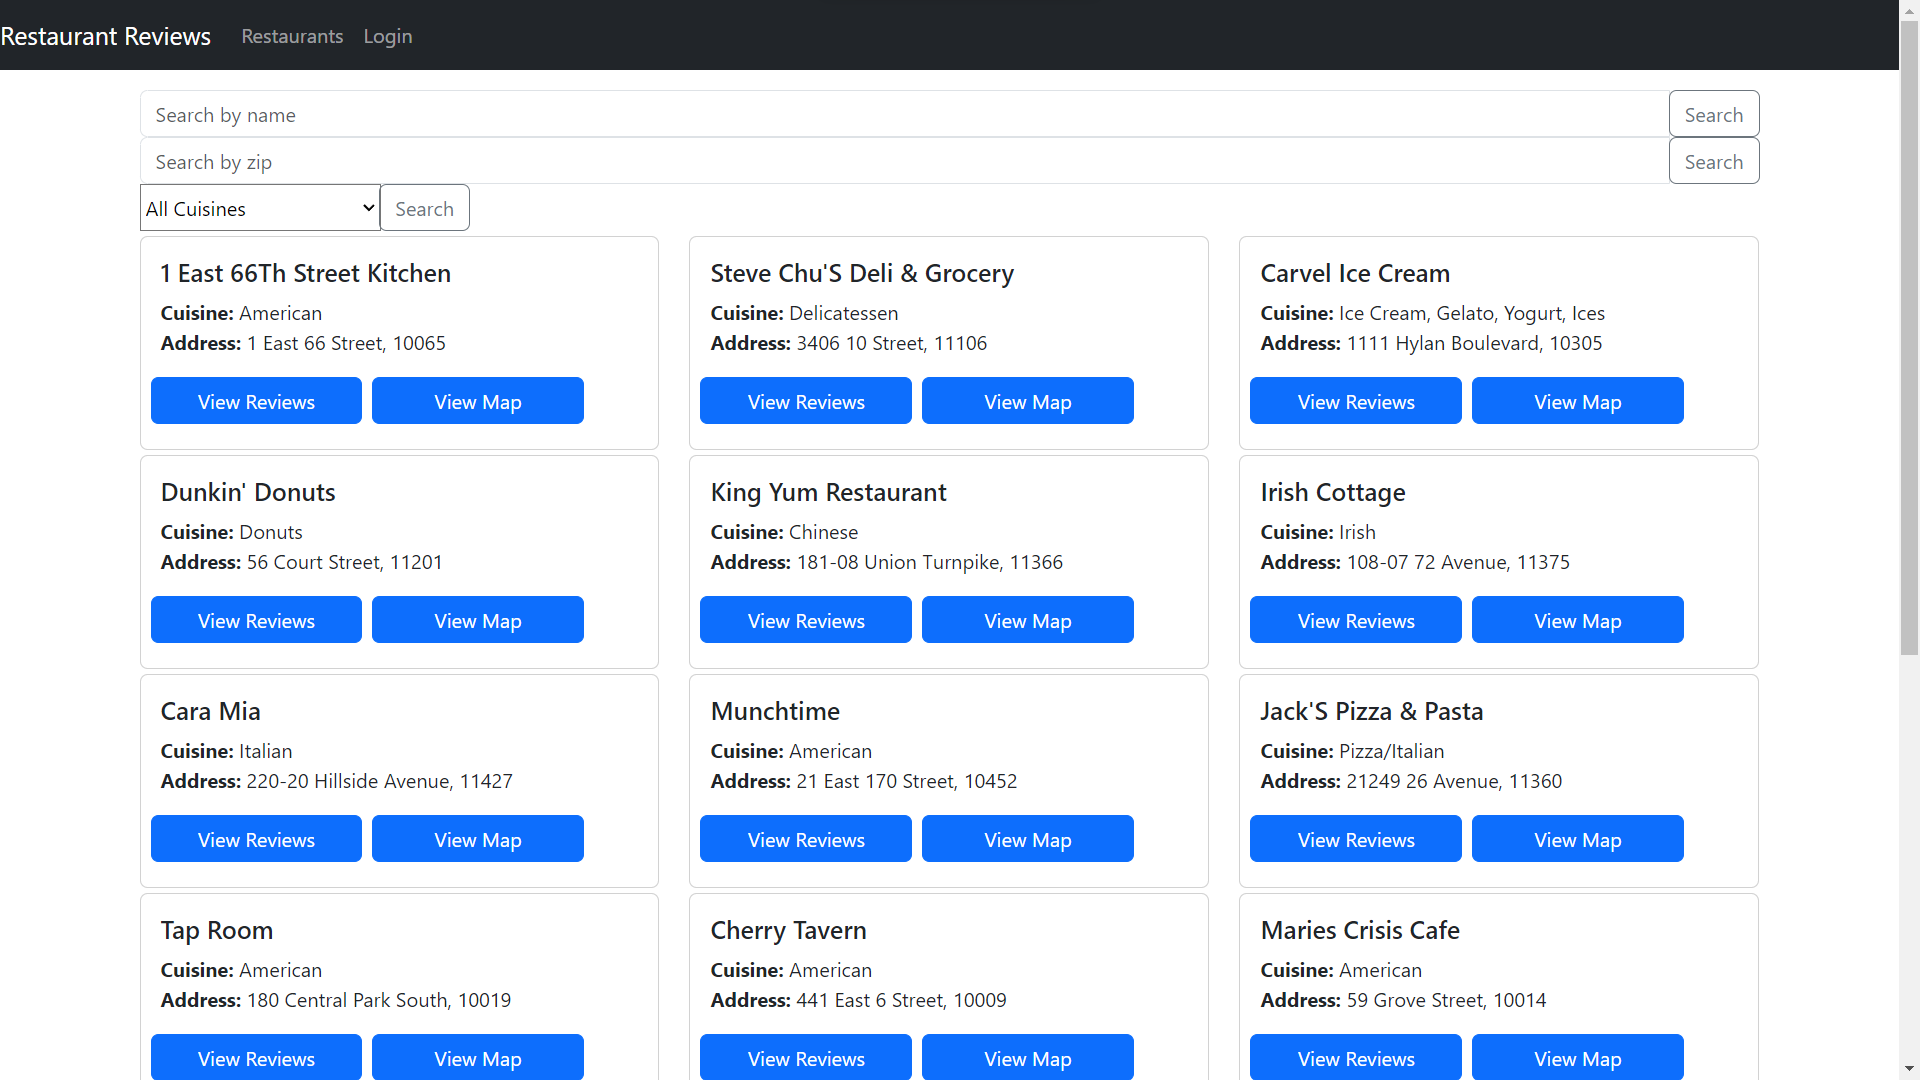 Restaurant Reviews Restaurants Login
Search by name Search
Search by zip Search
All Cuisines Search
1 East 66Th Street Kitchen
Cuisine: American
Address: 1 East 66 Street, 10065
View Reviews View Map
Steve Chu'S Deli & Grocery
Cuisine: Delicatessen
Address: 3406 10 Street, 11106
View Reviews View Map
Carvel Ice Cream
Cuisine: Ice Cream, Gelato, Yogurt, Ices
Address: 1111 Hylan Boulevard, 10305
View Reviews View Map
Dunkin' Donuts
Cuisine: Donuts
Address: 56 Court Street, 11201
View Reviews View Map
King Yum Restaurant
Cuisine: Chinese
Address: 181-08 Union Turnpike, 11366
View Reviews View Map
Irish Cottage
Cuisine: Irish
Address: 108-07 72 Avenue, 11375
View Reviews View Map
Cara Mia
Cuisine: Italian
Address: 220-20 Hillside Avenue, 11427
View Reviews View Map
Munchtime
Cuisine: American
Address: 21 East 170 Street, 10452
View Reviews View Map
Jack'S Pizza & Pasta
Cuisine: Pizza/Italian
Address: 21249 26 Avenue, 11360
View Reviews View Map
Tap Room
Cuisine: American
Address: 180 Central Park South, 10019
View Reviews View Map
Cherry Tavern
Cuisine: American
Address: 441 East 6 Street, 10009
View Reviews View Map
Maries Crisis Cafe
Cuisine: American
Address: 59 Grove Street, 10014
View Reviews View Map